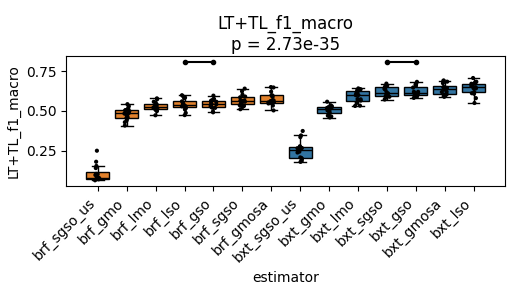 LT+TL_f1_macro
p = 2.73e-35
LT+TL_f1_macro
0.75
0.50
0.25
brf_sgso_us
brf_gmo
brf_lmo
brf_lso
brf_gso
brf_sgso
brf_gmosa
bxt_sgso_us
bxt_gmo
bxt_lmo
bxt_sgso
bxt_gso
bxt_gmosa
bxt_lso
estimator